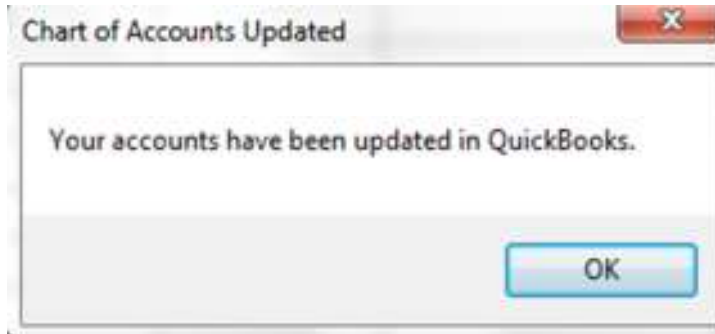 Chart of Accounts Updated
Your accounts have been updated in QuickBooks.
OK